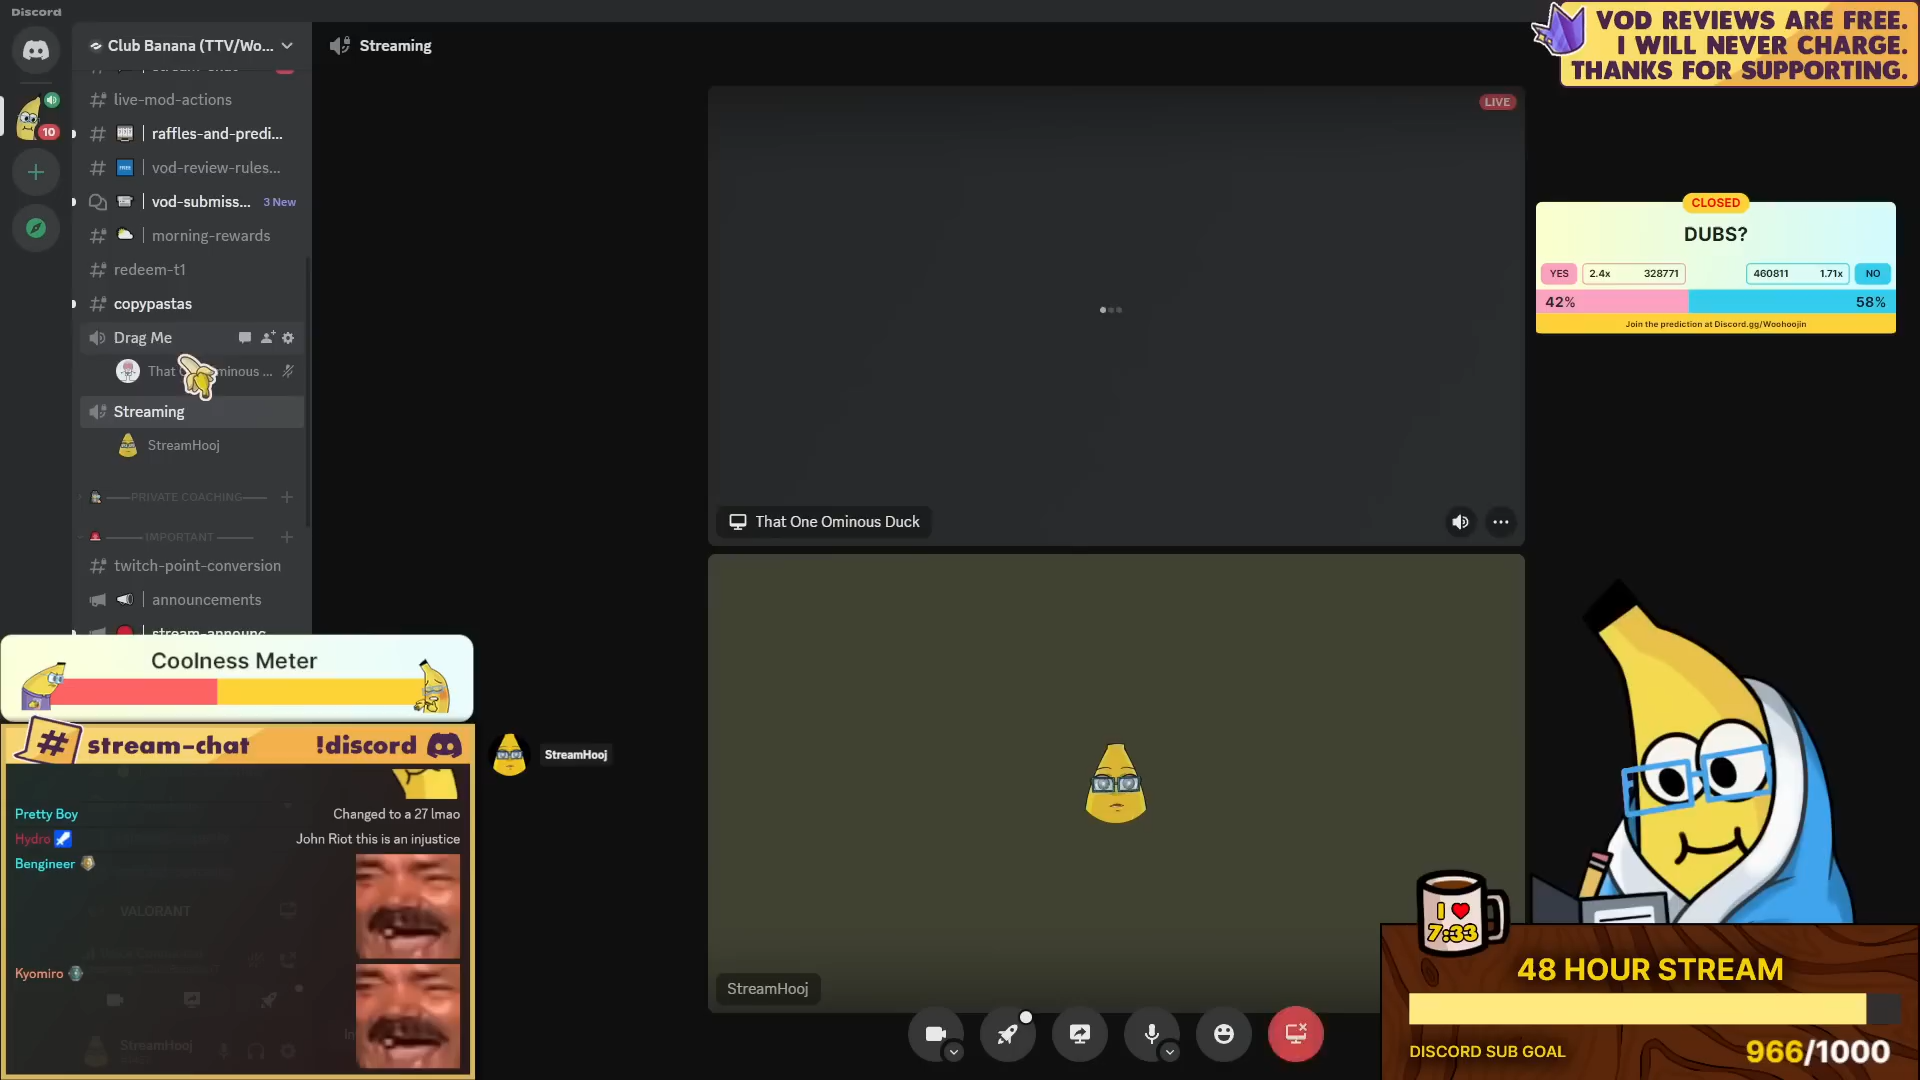 Discord
Club Banana (TTV/Wo...
live-mod-actions
10
raffles-and-predi...
vod-review-rules...
vod-submiss...
3 New
morning-rewards
redeem-t1
copypastas
Drag Me
That
minous ...
Streaming
StreamHooj
PRIVATE COACHING
IMPORTANT
twitch-point-conversion
announcements
Streaming
LIVE
That One Ominous Duck
StreamHooj
StreamHooj
VOD REVIEWS ARE FREE.
I WILL NEVER CHARGE.
THANKS FOR SUPPORTING.
CLOSED
DUBS?
YES 2.4x 328771 460811 1.71x NO
42% 58%
Join the prediction at Discord.gg/Woohoojin
Coolness Meter
# stream-chat !discord
Pretty Boy Changed to a 27 lmao
Hydro John Riot this is an injustice
Bengineer
VALORANT
Kyomiro
StreamHooj
I
7:33
48 HOUR STREAM
DISCORD SUB GOAL 966/1000